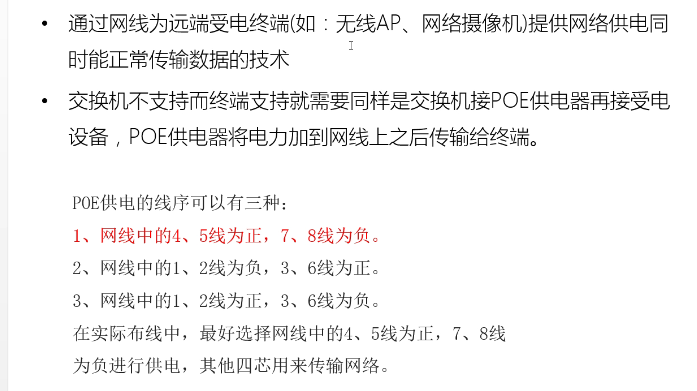 • 通过网线为远端受电终端(如：无线AP、网络摄像机)提供网络供电同
时能正常传输数据的技术
• 交换机不支持而终端支持就需要同样是交换机接POE供电器再接受电
设备，POE供电器将电力加到网线上之后传输给终端。
POE供电的线序可以有三种：
1、网线中的4、5线为正，7、8线为负。
2、网线中的1、2线为负，3、6线为正。
3、网线中的1、2线为正，3、6线为负。
在实际布线中，最好选择网线中的4、5线为正，7、8线
为负进行供电，其他四芯用来传输网络。